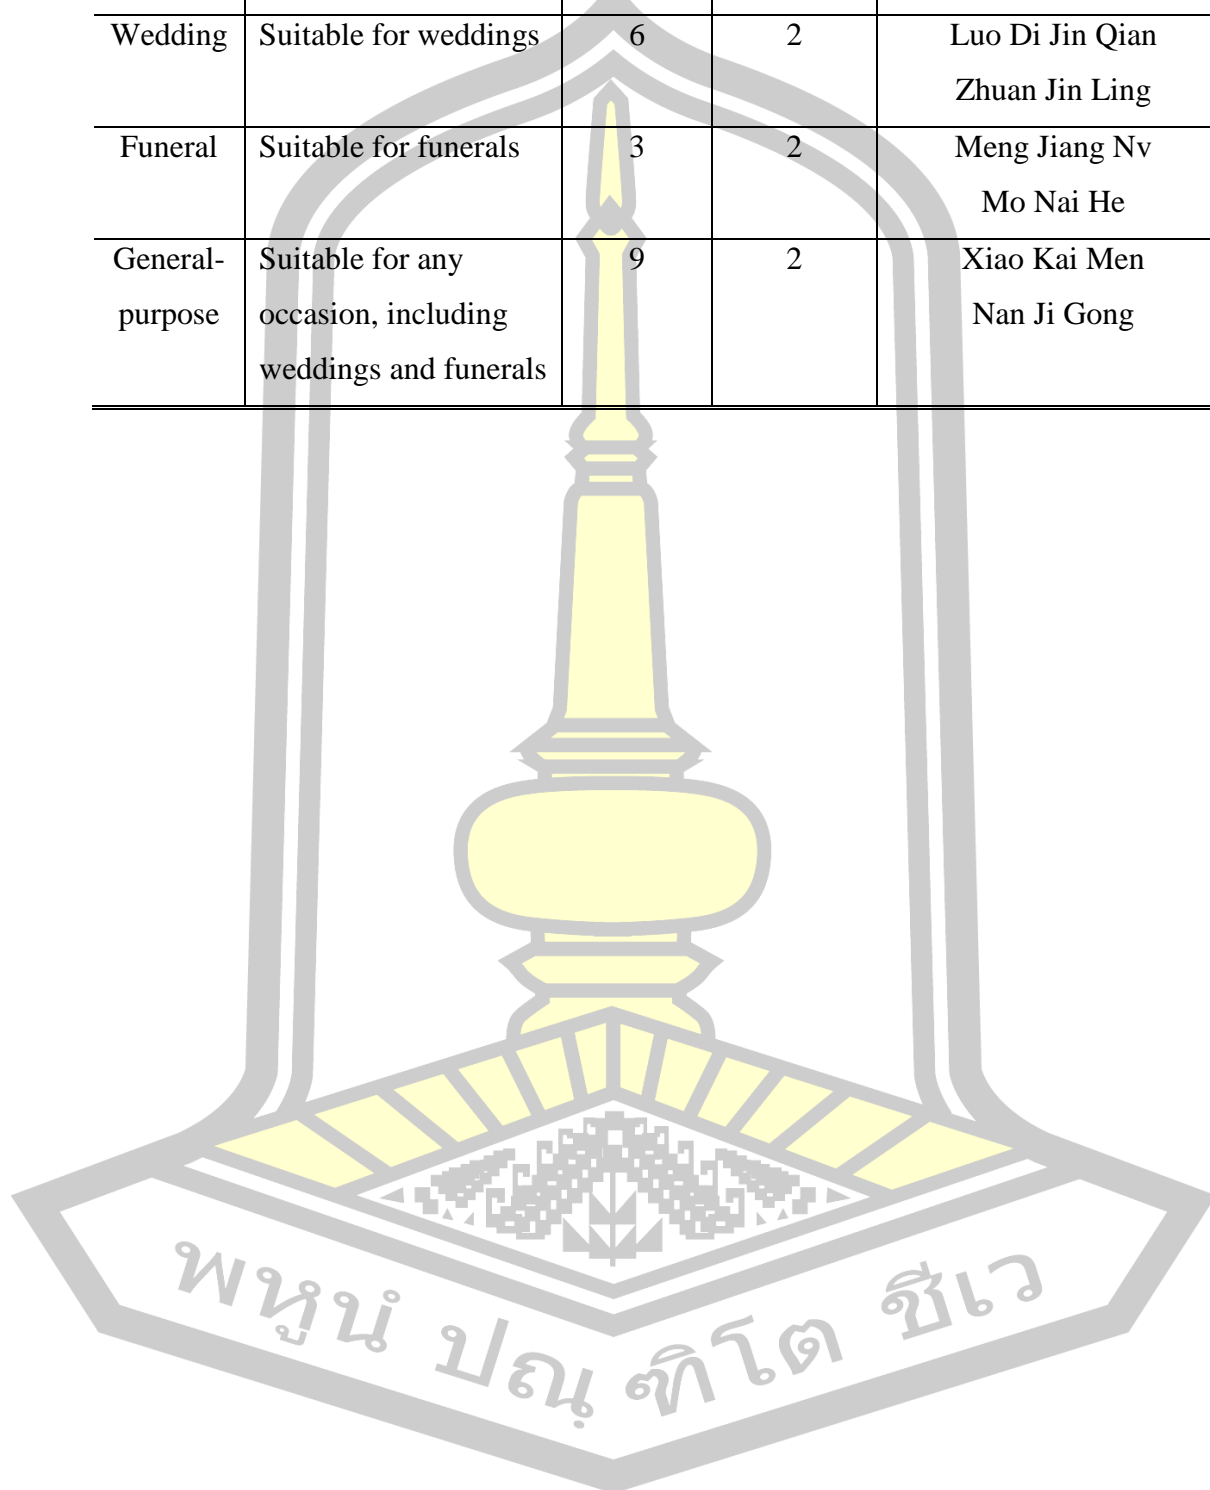 Wedding Suitable for weddings 6 2 Luo Di Jin Qian
Zhuan Jin Ling
Funeral Suitable for funerals 3 2 Meng Jiang Nv
Mo Nai He
General- Suitable for any 9 2 Xiao Kai Men
purpose occasion, including Nan Ji Gong
weddings and funerals
พหูนํ ปณฺฑิโต ชีเว